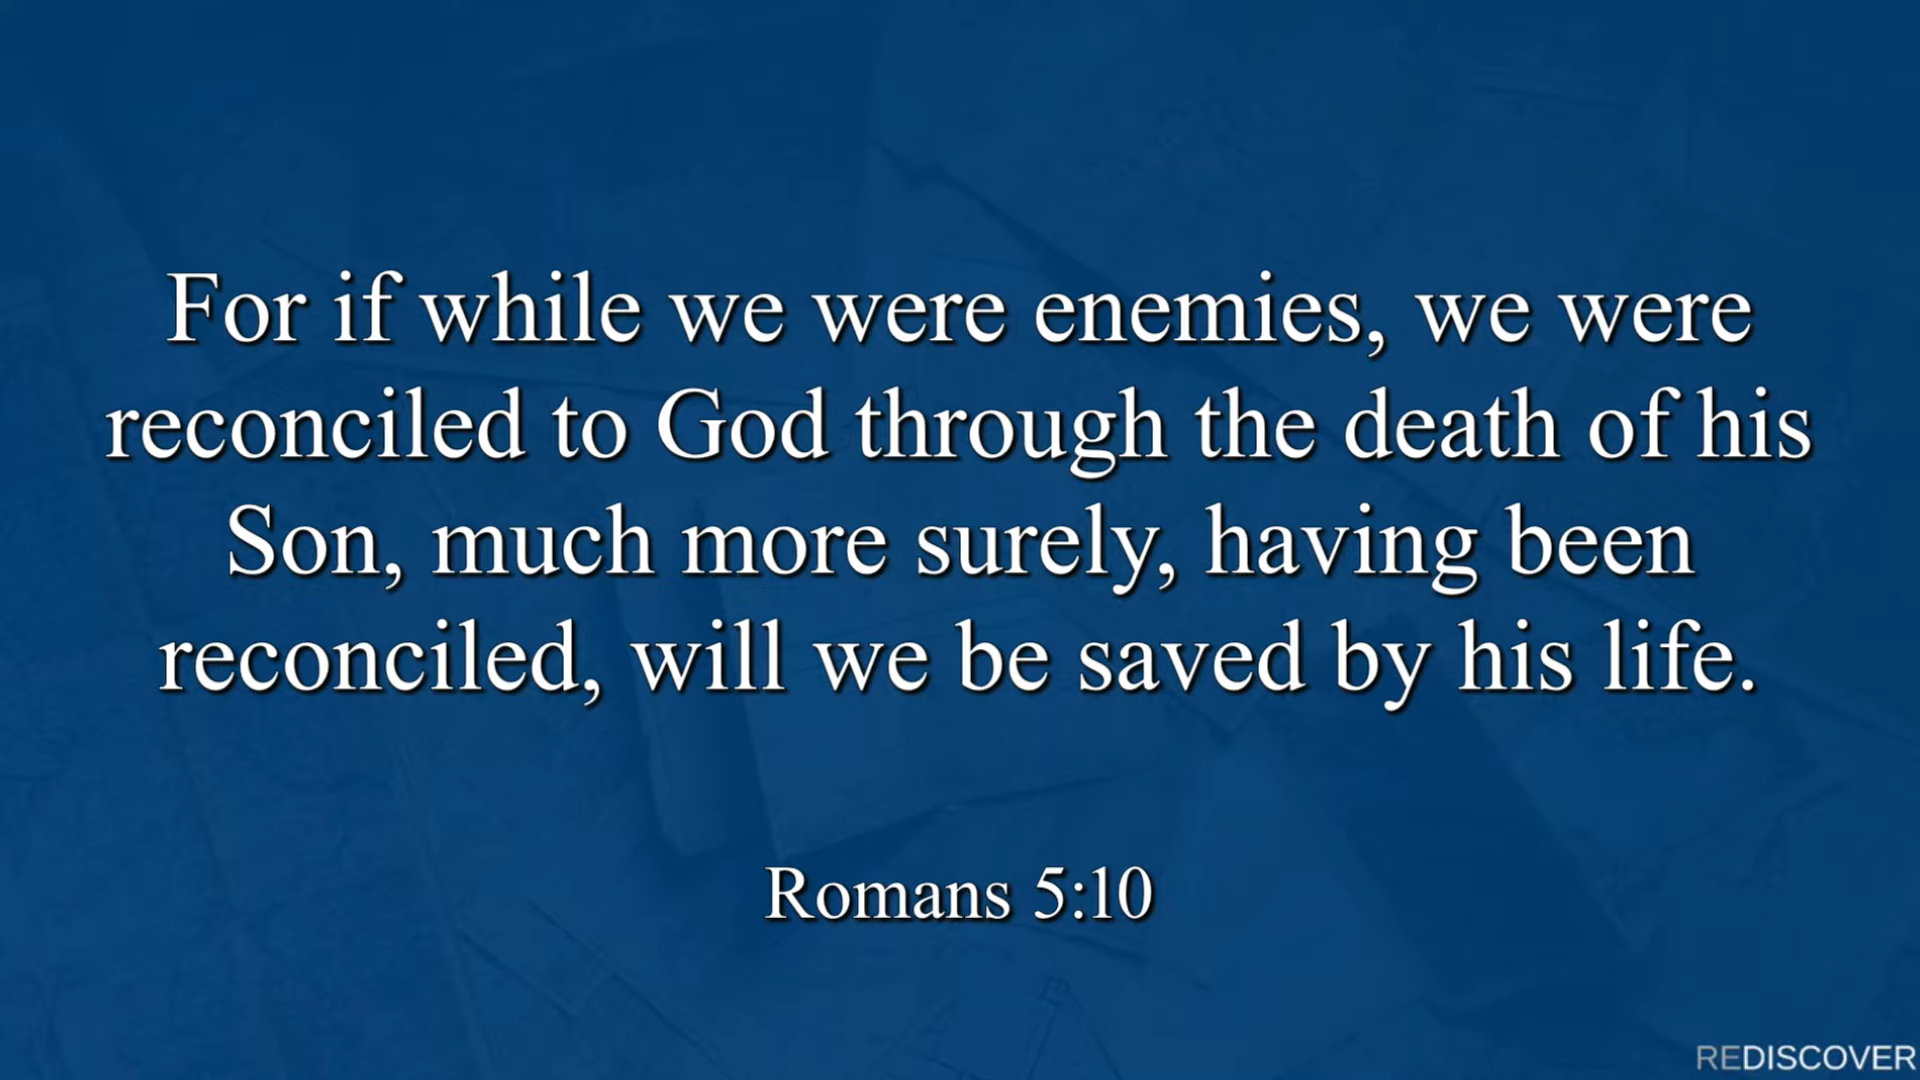 For if while we were enemies, we were
reconciled to God through the death of his
Son, much more surely, having been
reconciled, will we be saved by his life.
Romans 5:10
REDISCOVER